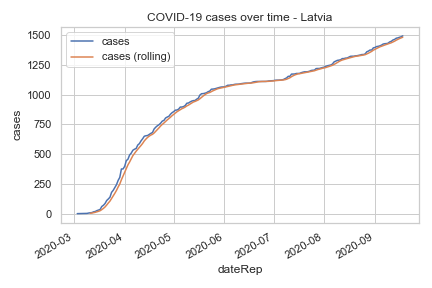 COVID-19 cases over time - Latvia
cases
cases (rolling)
1500
1250
1000
750
500
250
0
cases
2020-03
2020-04
2020-05
2020-06
2020-07
2020-08
2020-09
dateRep